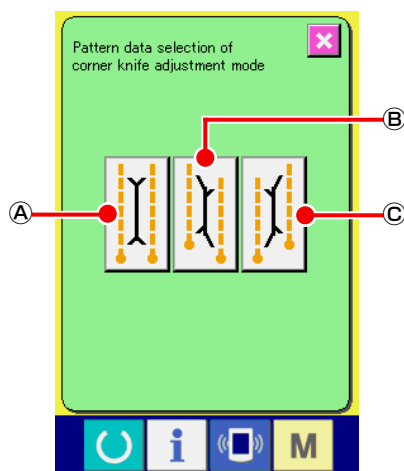 Pattern data selection of
corner knife adjustment mode
Ⓑ
Ⓐ
Ⓒ
i
M